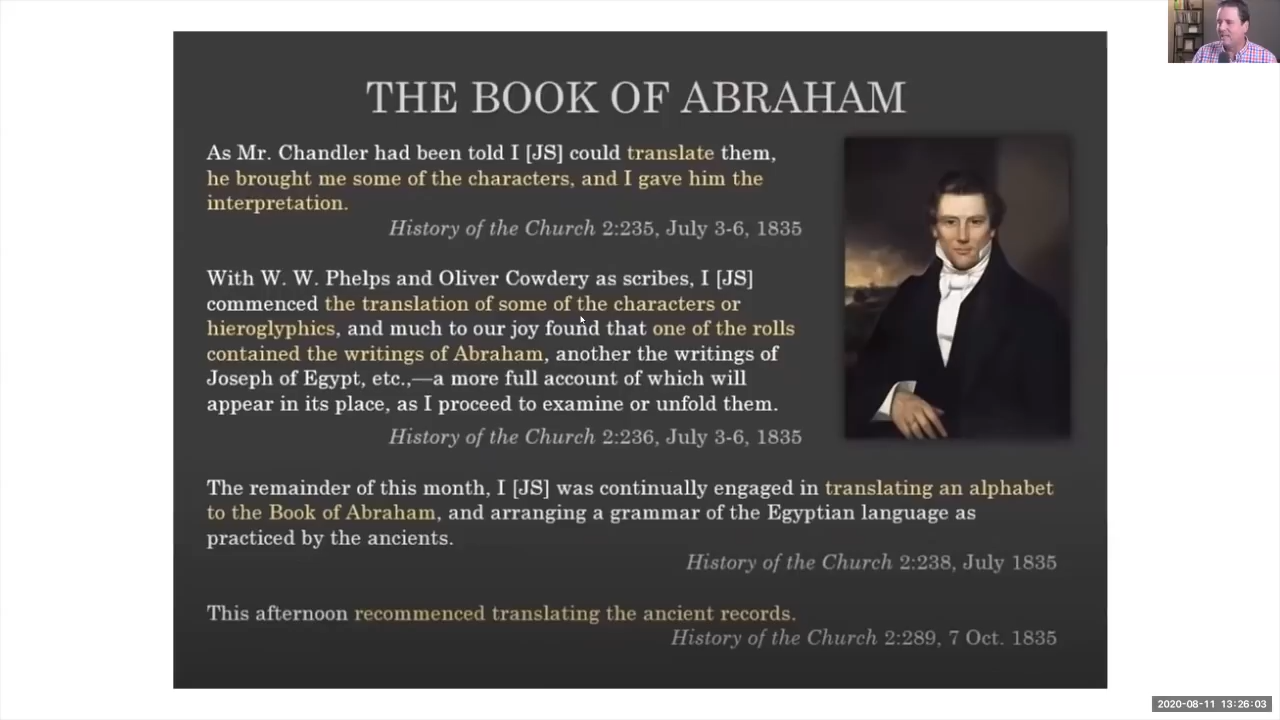 THE BOOK OF ABRAHAM
As Mr. Chandler had been told I [JS] could translate them,
he brought me some of the characters, and I gave him the
interpretation.
History of the Church 2:235, July 3-6, 1835
With W. W. Phelps and Oliver Cowdery as scribes, I [JS]
commenced the translation of some of the characters or
hieroglyphics, and much to our joy found that one of the rolls
contained the writings of Abraham, another the writings of
Joseph of Egypt, etc.,—a more full account of which will
appear in its place, as I proceed to examine or unfold them.
History of the Church 2:236, July 3-6, 1835
The remainder of this month, I [JS] was continually engaged in translating an alphabet
to the Book of Abraham, and arranging a grammar of the Egyptian language as
practiced by the ancients.
History of the Church 2:238, July 1835
This afternoon recommenced translating the ancient records.
History of the Church 2:289, 7 Oct. 1835
2020-08-11 13:26:03